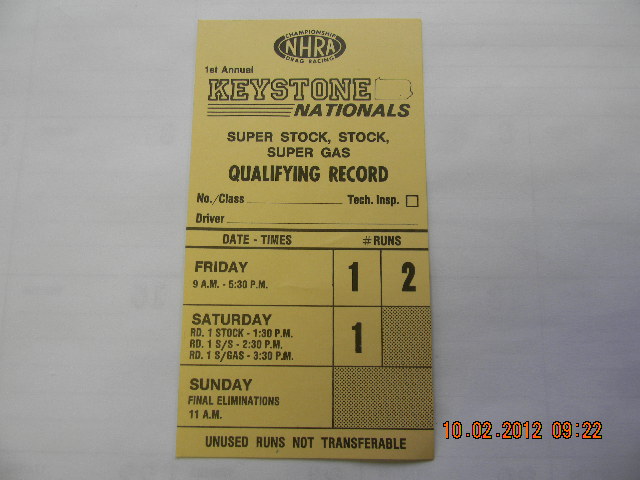 CHAMPIONSHIP
NHRA
DRAG RACING
1st Annual
KEYSTONE
NATIONALS
SUPER STOCK, STOCK,
SUPER GAS
QUALIFYING RECORD
No./Class Tech. Insp.
Driver
DATE - TIMES #RUNS
FRIDAY 1 2
9 A.M. - 5:30 P.M.
SATURDAY 1
RD. 1 STOCK - 1:30 P.M.
RD. 1 S/S - 2:30 P.M.
RD. 1 S/GAS - 3:30 P.M.
SUNDAY
FINAL ELIMINATIONS
11 A.M.
UNUSED RUNS NOT TRANSFERABLE
10.02.2012 09:22